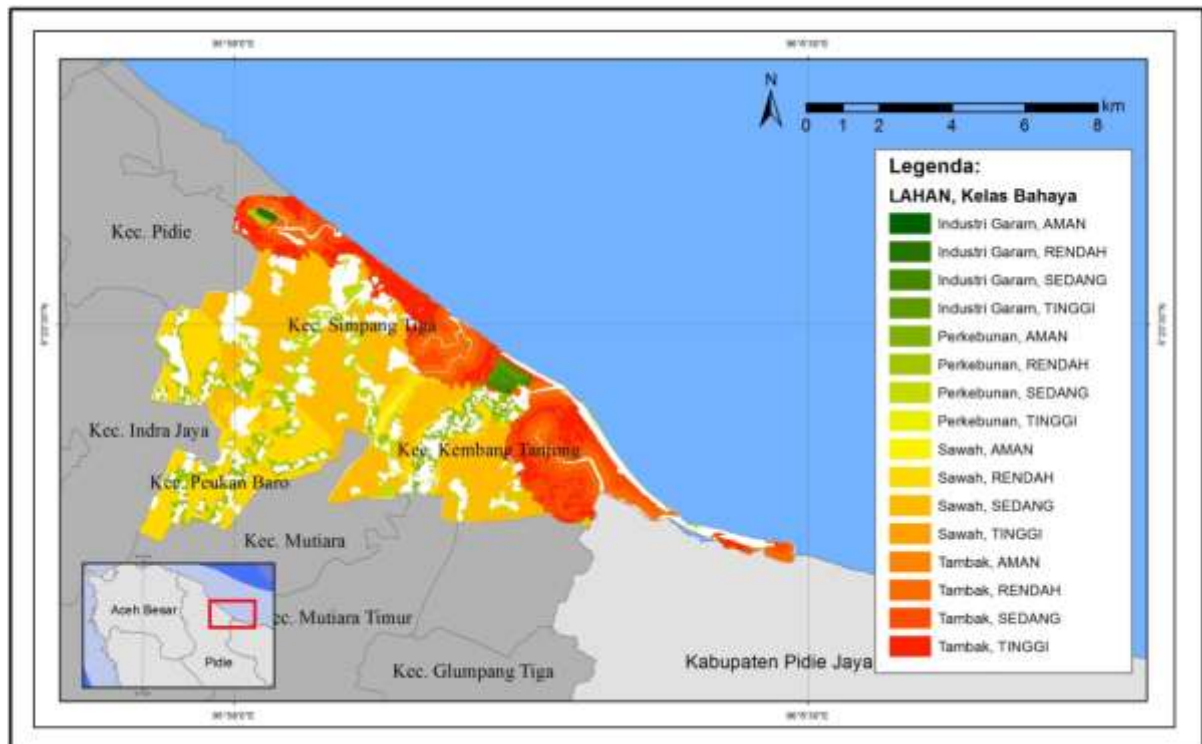 N
km
0 1 2 4 6 8
Legenda:
LAHAN, Kelas Bahaya
Industri Garam, AMAN
Industri Garam, RENDAH
Industri Garam, SEDANG
Industri Garam, TINGGI
Perkebunan, AMAN
Perkebunan, RENDAH
Perkebunan, SEDANG
Perkebunan, TINGGI
Sawah, AMAN
Sawah, RENDAH
Sawah, SEDANG
Sawah, TINGGI
Tambak, AMAN
Tambak, RENDAH
Tambak, SEDANG
Tambak, TINGGI
Kec. Pidie
Kec. Simpang Tiga
Kec. Indra Jaya
Kec. Kembang Tanjong
Kec. Peukan Baro
Kec. Mutiara
ec. Mutiara Timur
Kec. Glumpang Tiga
Kabupaten Pidie Jaya
Aceh Besar
Pidie